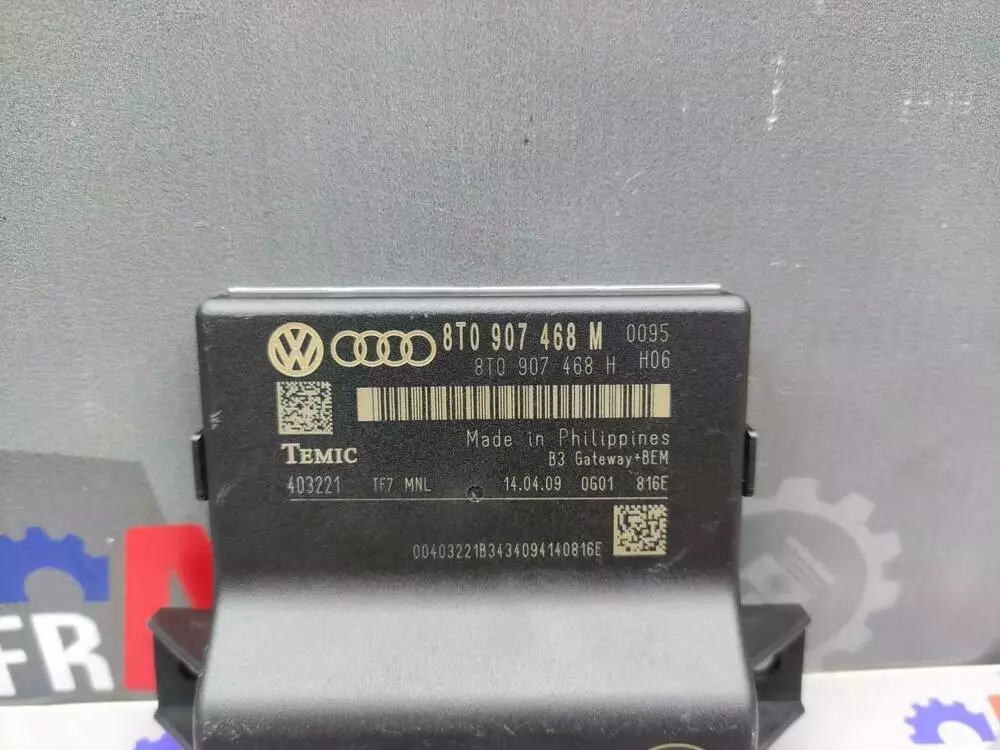 8T0 907 468 M 0095
8T0 907 468 H H06
Made in Philippines
TEMIC
B3 Gateway+BEM
403221 TF7 MNL 14.04.09 0G01 816E
00403221B3434094140816E
FR